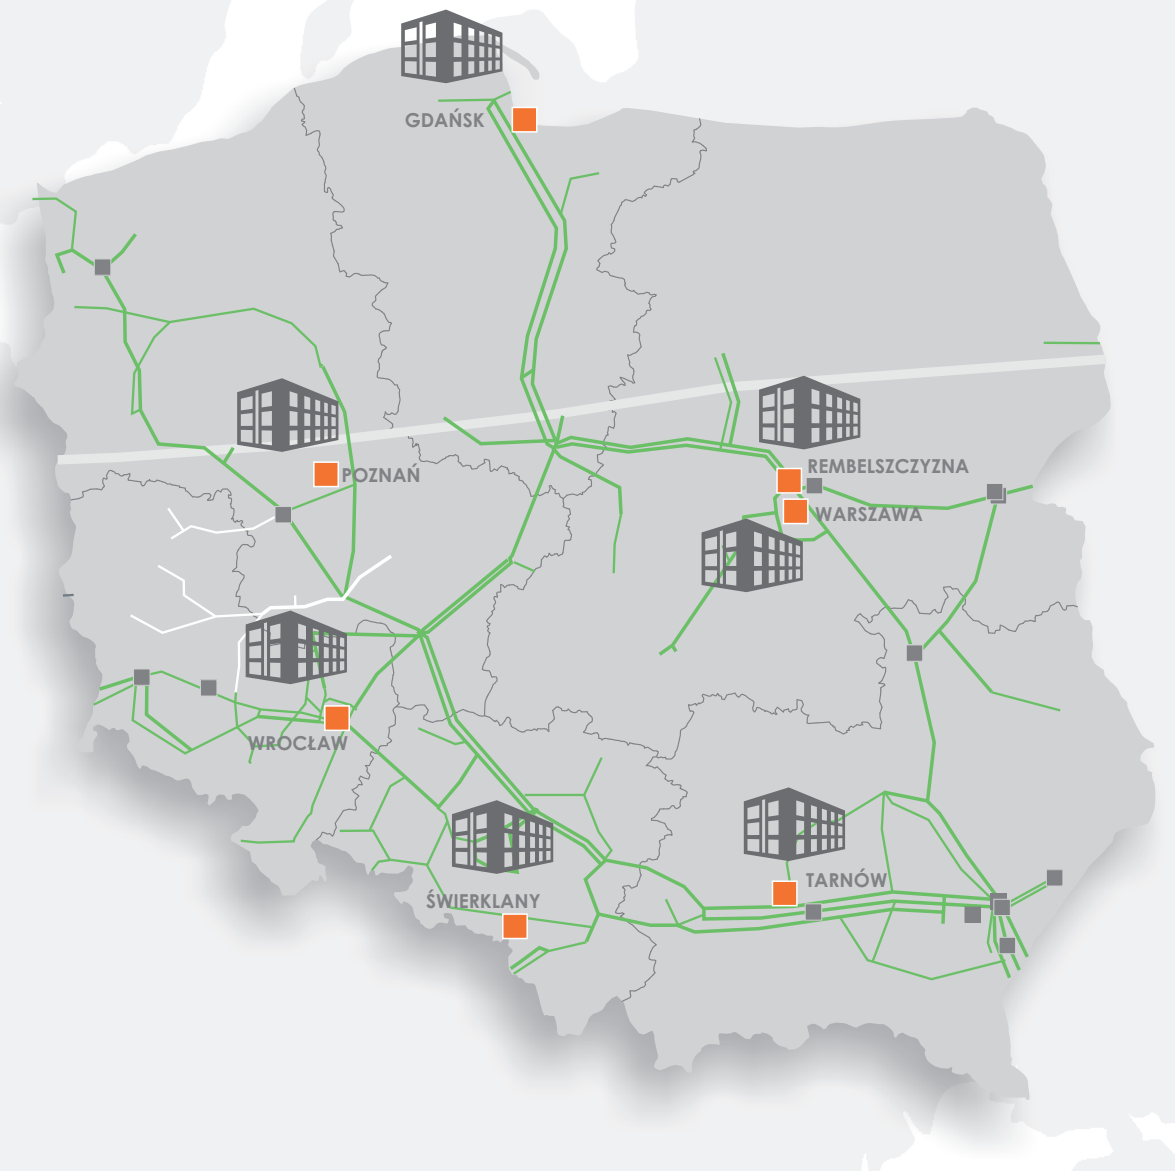 GDAŃSK
POZNAŃ
REMBELSZCZYZNA
WARSZAWA
WROCŁAW
TARNÓW
ŚWIERKLANY